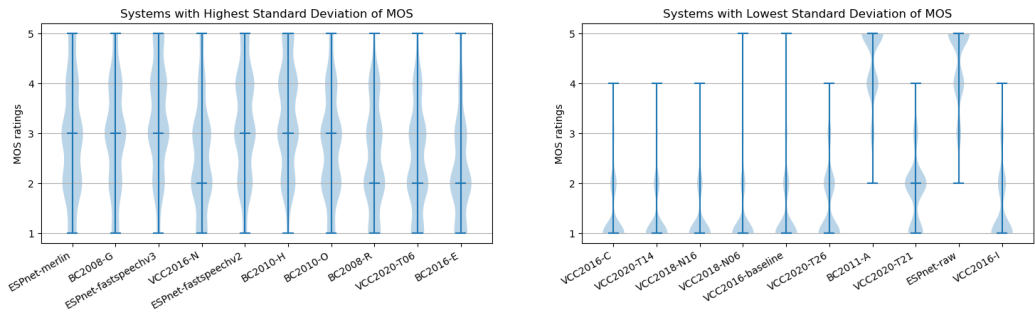 Systems with Highest Standard Deviation of MOS
MOS ratings
5
4
3
2
1
ESPnet-merlin
BC2008-G
ESPnet-fastspeechv3
VCC2016-N
ESPnet-fastspeechv2
BC2010-H
BC2010-O
BC2008-R
VCC2020-T06
BC2016-E
Systems with Lowest Standard Deviation of MOS
MOS ratings
5
4
3
2
1
VCC2016-C
VCC2020-T14
VCC2018-N16
VCC2018-N06
VCC2016-baseline
VCC2020-T26
BC2011-A
VCC2020-T21
ESPnet-raw
VCC2016-I